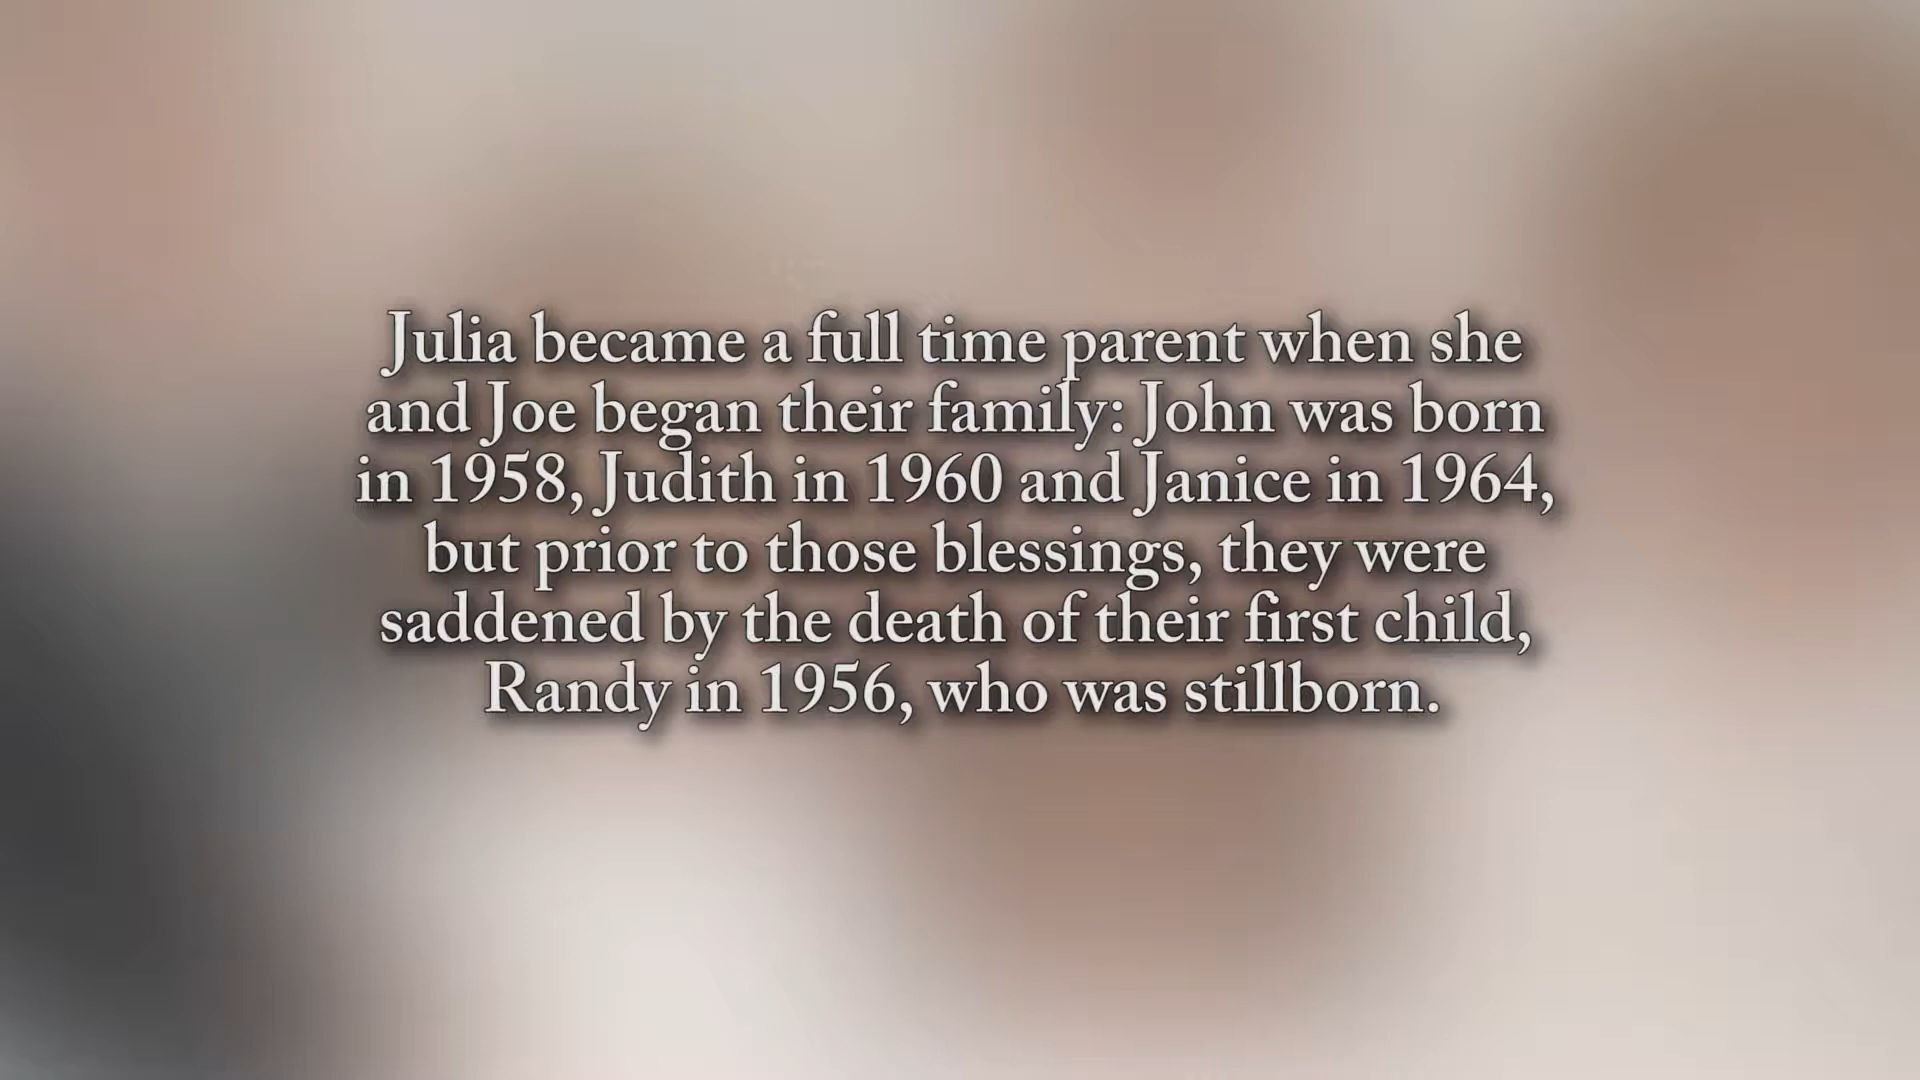 Julia became a full time parent when she
and Joe began their family: John was born
in 1958, Judith in 1960 and Janice in 1964,
but prior to those blessings, they were
saddened by the death of their first child,
Randy in 1956, who was stillborn.